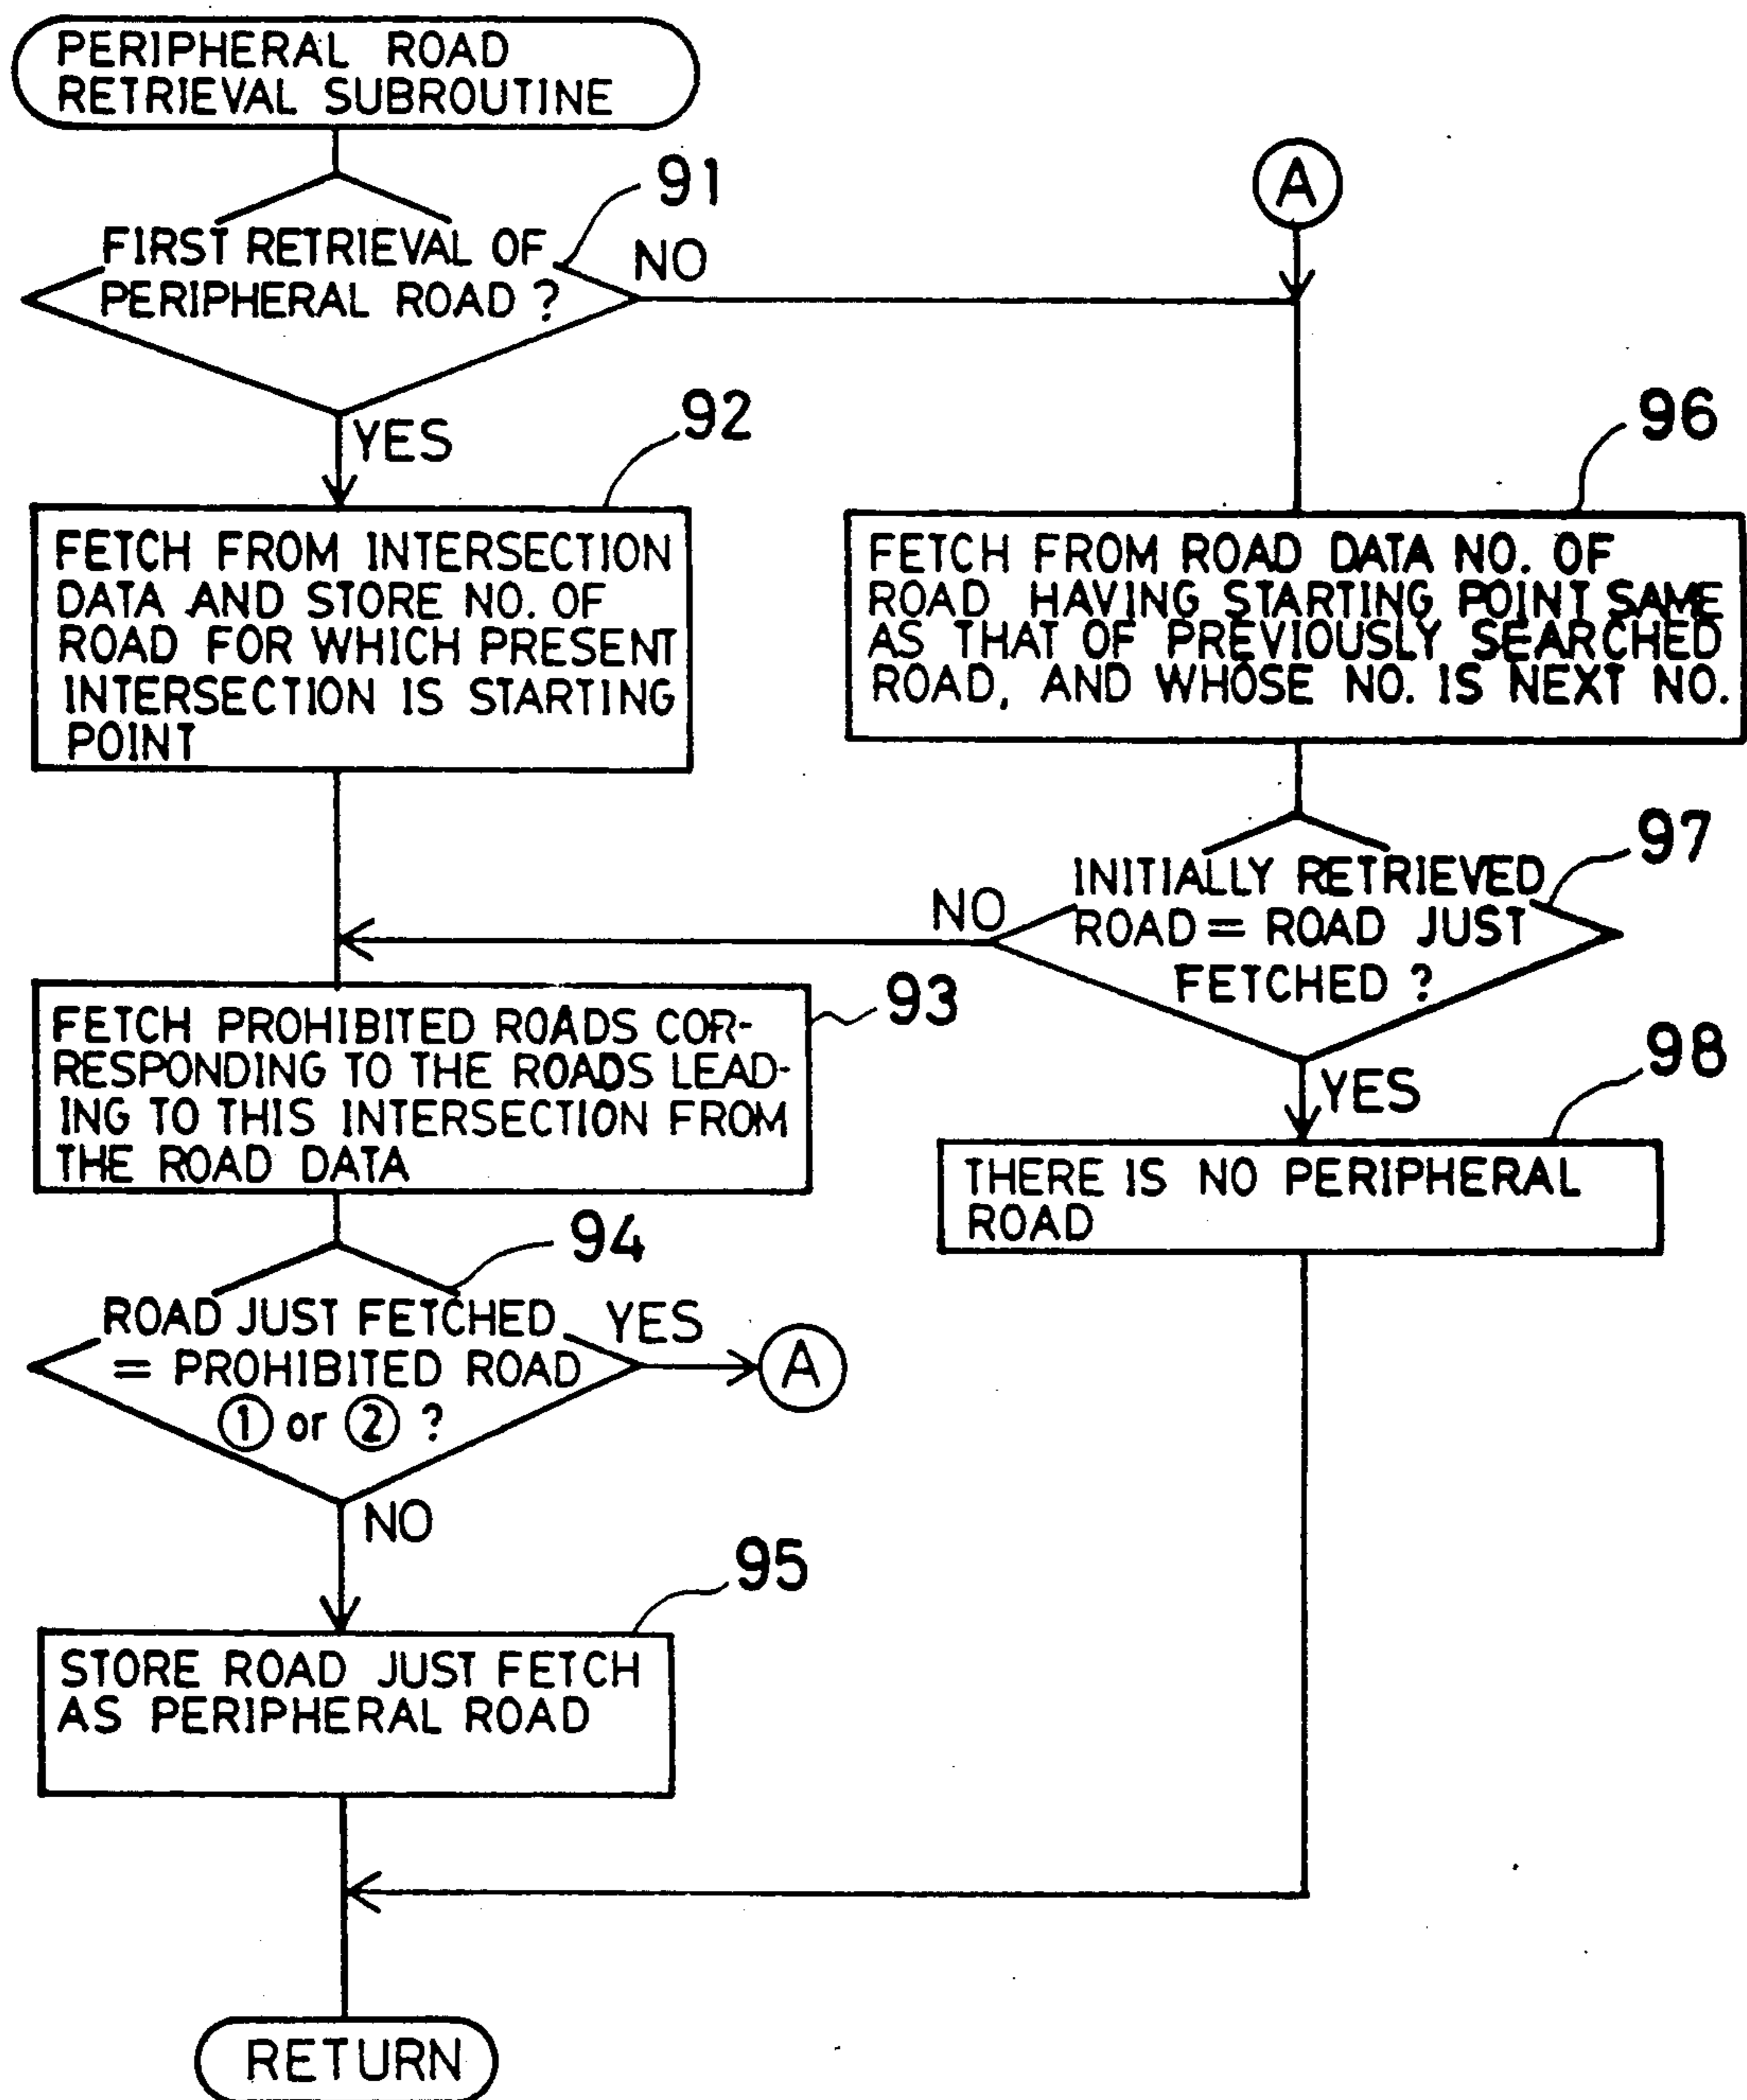 PERIPHERAL ROAD
RETRIEVAL SUBROUTINE
91
FIRST RETRIEVAL OF
PERIPHERAL ROAD ?
NO
YES
92
FETCH FROM INTERSECTION
DATA AND STORE NO. OF
ROAD FOR WHICH PRESENT
INTERSECTION IS STARTING
POINT
93
FETCH PROHIBITED ROADS COR-
RESPONDING TO THE ROADS LEAD-
ING TO THIS INTERSECTION FROM
THE ROAD DATA
94
ROAD JUST FETCHED
= PROHIBITED ROAD
① or ② ?
YES
A
NO
95
STORE ROAD JUST FETCH
AS PERIPHERAL ROAD
RETURN
A
96
FETCH FROM ROAD DATA NO. OF
ROAD HAVING STARTING POINT SAME
AS THAT OF PREVIOUSLY SEARCHED
ROAD, AND WHOSE NO. IS NEXT NO.
97
INITIALLY RETRIEVED
ROAD = ROAD JUST
FETCHED ?
NO
YES
98
THERE IS NO PERIPHERAL
ROAD